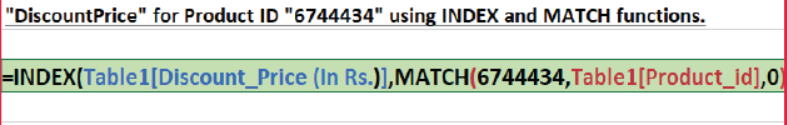 "DiscountPrice" for Product ID "6744434" using INDEX and MATCH functions.
=INDEX(Table1[Discount_Price (In Rs.)],MATCH(6744434,Table1[Product_id],0)